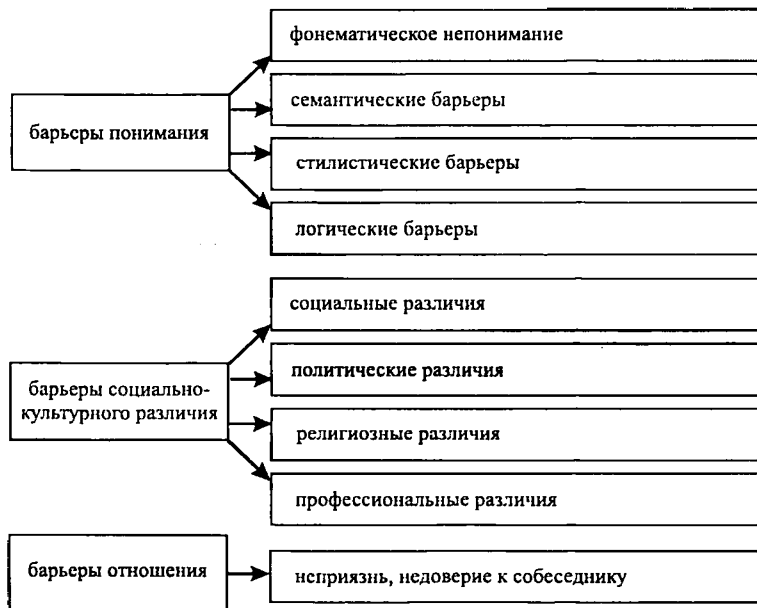 барьеры понимания
фонематическое непонимание
семантические барьеры
стилистические барьеры
логические барьеры
барьеры социально-
культурного различия
социальные различия
политические различия
религиозные различия
профессиональные различия
барьеры отношения
неприязнь, недоверие к собеседнику